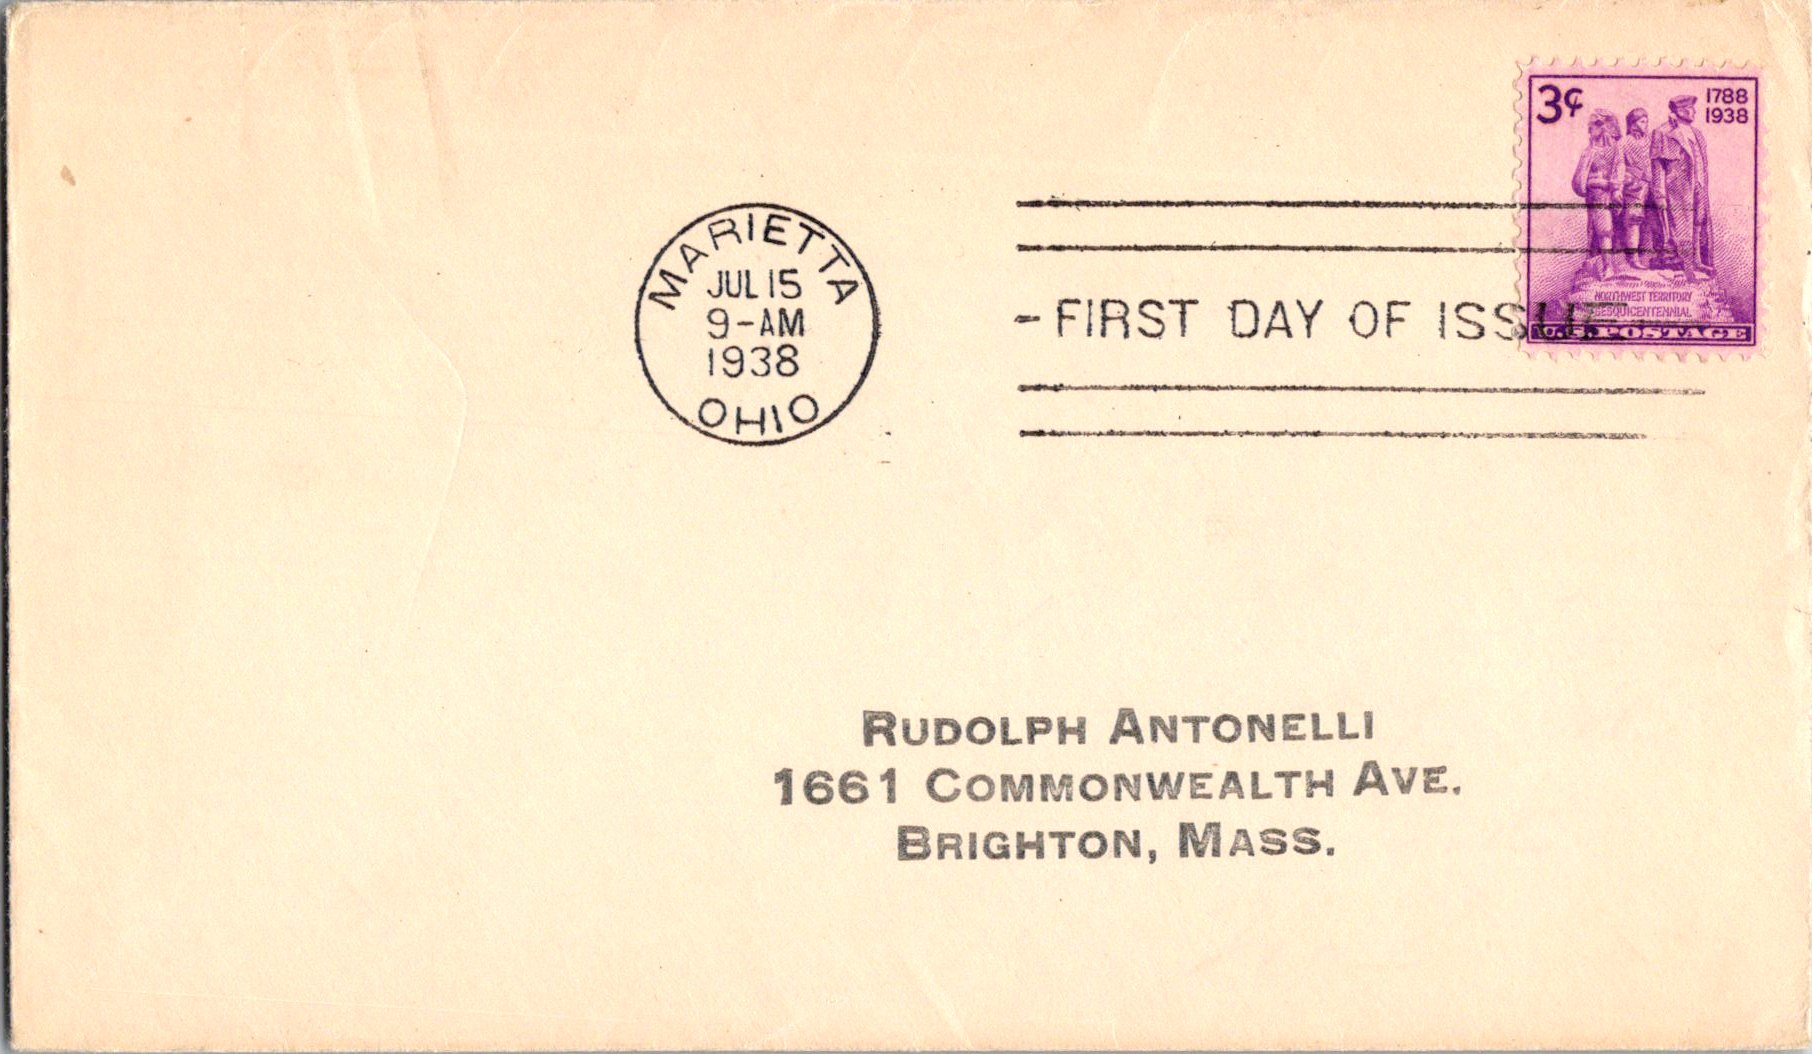 3¢ 1788
1938
NORTHWEST TERRITORY
SESQUICENTENNIAL
U.S. POSTAGE
MARIETTA
JUL 15
9-AM
1938
OHIO
-FIRST DAY OF ISSUE-
RUDOLPH ANTONELLI
1661 COMMONWEALTH AVE.
BRIGHTON, MASS.